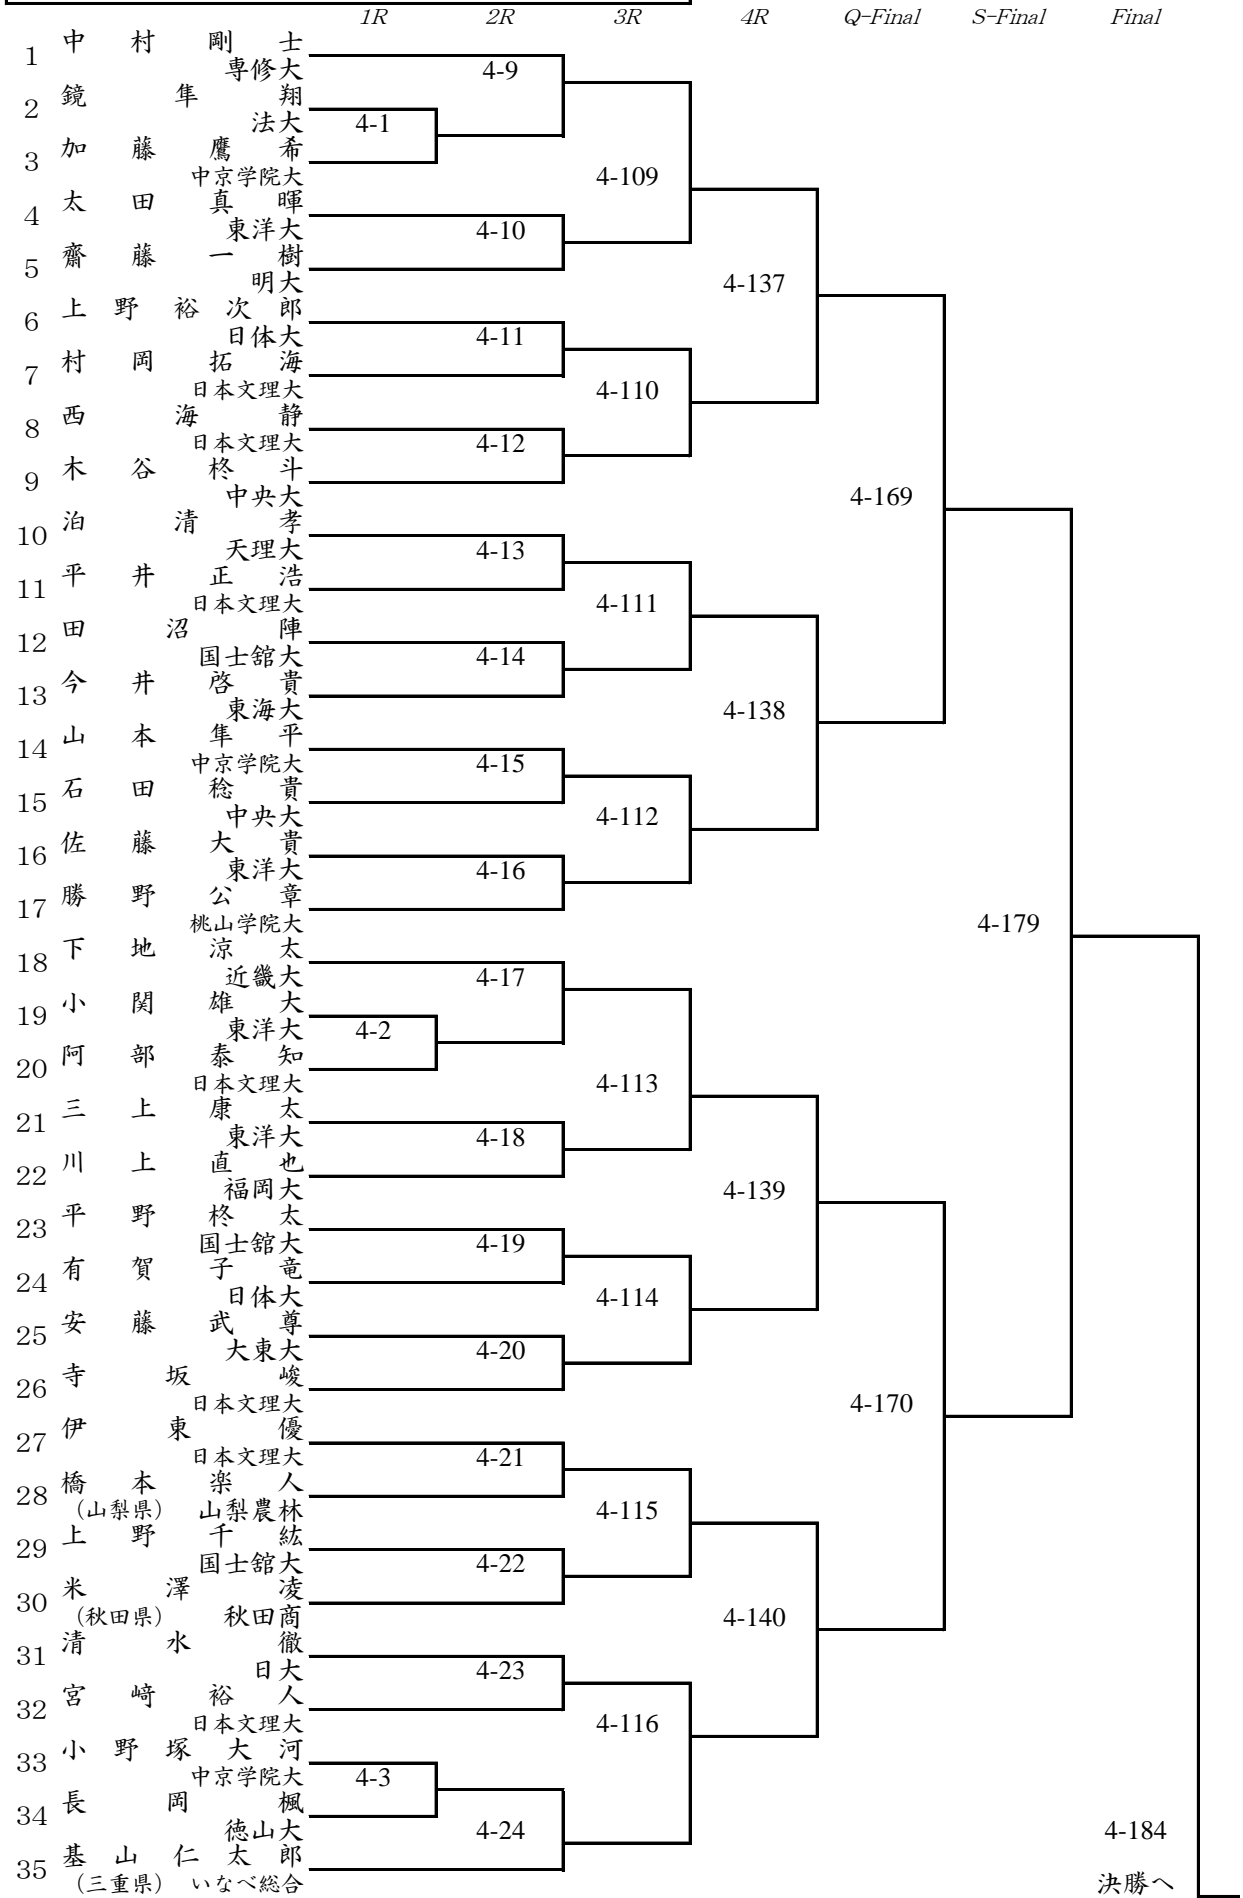 1R 2R 3R 4R Q-Final S-Final Final
1 中村剛士
専修大
4-9
2 鏡隼翔
法大
4-1
3 加藤鷹希
中京学院大
4-109
4 太田真暉
東洋大
4-10
5 齋藤一樹
明大
4-137
6 上野裕次郎
日体大
4-11
7 村岡拓海
日本文理大
4-110
8 西海静
日本文理大
4-12
9 木谷柊斗
中央大
4-169
10 泊清孝
天理大
4-13
11 平井正浩
日本文理大
4-111
12 田沼陣
国士舘大
4-14
13 今井啓貴
東海大
4-138
14 山本隼平
中京学院大
4-15
15 石田稔貴
中央大
4-112
16 佐藤大貴
東洋大
4-16
17 勝野公章
桃山学院大
4-179
18 下地涼太
近畿大
4-17
19 小関雄大
東洋大
4-2
20 阿部泰知
日本文理大
4-113
21 三上康太
東洋大
4-18
22 川上直也
福岡大
4-139
23 平野柊太
国士舘大
4-19
24 有賀子竜
日体大
4-114
25 安藤武尊
大東大
4-20
26 寺坂峻
日本文理大
4-170
27 伊東優
日本文理大
4-21
28 橋本楽人
(山梨県) 山梨農林
4-115
29 上野千紘
国士舘大
4-22
30 米澤凌
(秋田県) 秋田商
4-140
31 清水徹
日大
4-23
32 宮﨑裕人
日本文理大
4-116
33 小野塚大河
中京学院大
4-3
34 長岡楓
徳山大
4-24
4-184
35 基山仁太郎
(三重県) いなべ総合
決勝へ